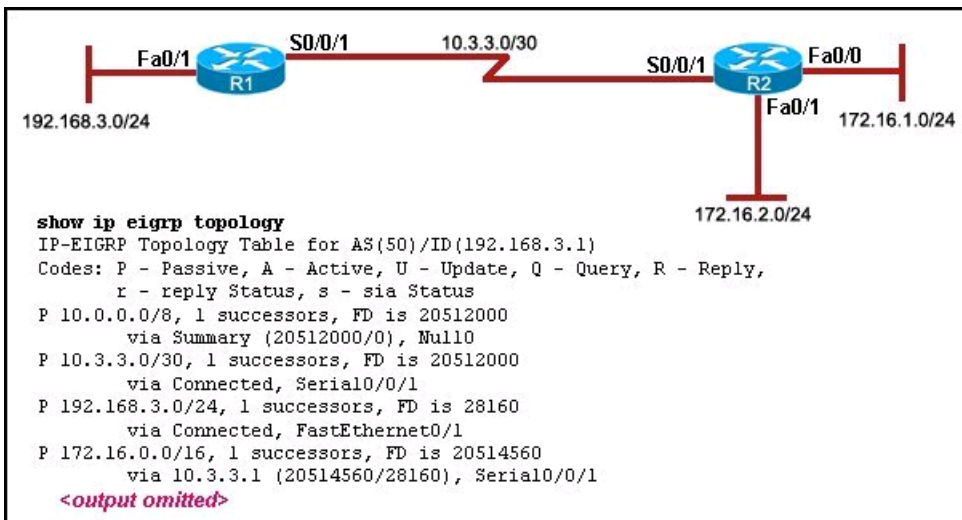 Fa0/1
S0/0/1
10.3.3.0/30
S0/0/1
Fa0/0
R1
R2
Fa0/1
192.168.3.0/24
172.16.1.0/24
172.16.2.0/24
show ip eigrp topology
IP-EIGRP Topology Table for AS(50)/ID(192.168.3.1)
Codes: P - Passive, A - Active, U - Update, Q - Query, R - Reply,
r - reply Status, s - sia Status
P 10.0.0.0/8, 1 successors, FD is 20512000
via Summary (20512000/0), Null0
P 10.3.3.0/30, 1 successors, FD is 20512000
via Connected, Serial0/0/1
P 192.168.3.0/24, 1 successors, FD is 28160
via Connected, FastEthernet0/1
P 172.16.0.0/16, 1 successors, FD is 20514560
via 10.3.3.1 (20514560/28160), Serial0/0/1
<output omitted>